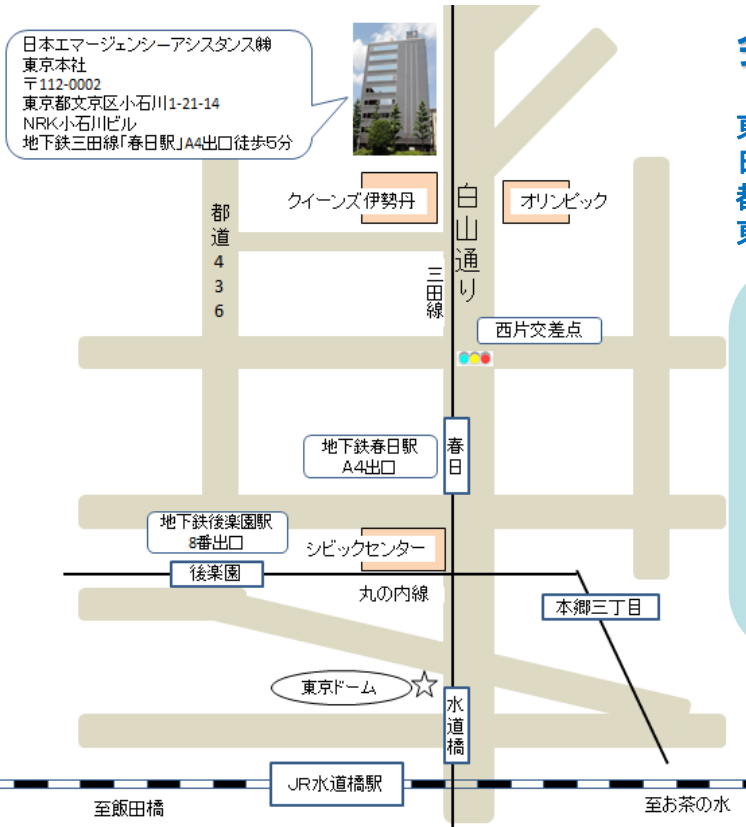 日本エマージェンシーアシスタンス㈱
東京本社
〒112-0002
東京都文京区小石川1-21-14
NRK小石川ビル
地下鉄三田線「春日駅」A4出口徒歩5分
クイーンズ伊勢丹
オリンピック
都道436
白山通り
三田線
西片交差点
地下鉄春日駅
A4出口
春日
地下鉄後楽園駅
8番出口
シビックセンター
後楽園
丸の内線
本郷三丁目
東京ドーム
水道橋
JR水道橋駅
至飯田橋
至お茶の水